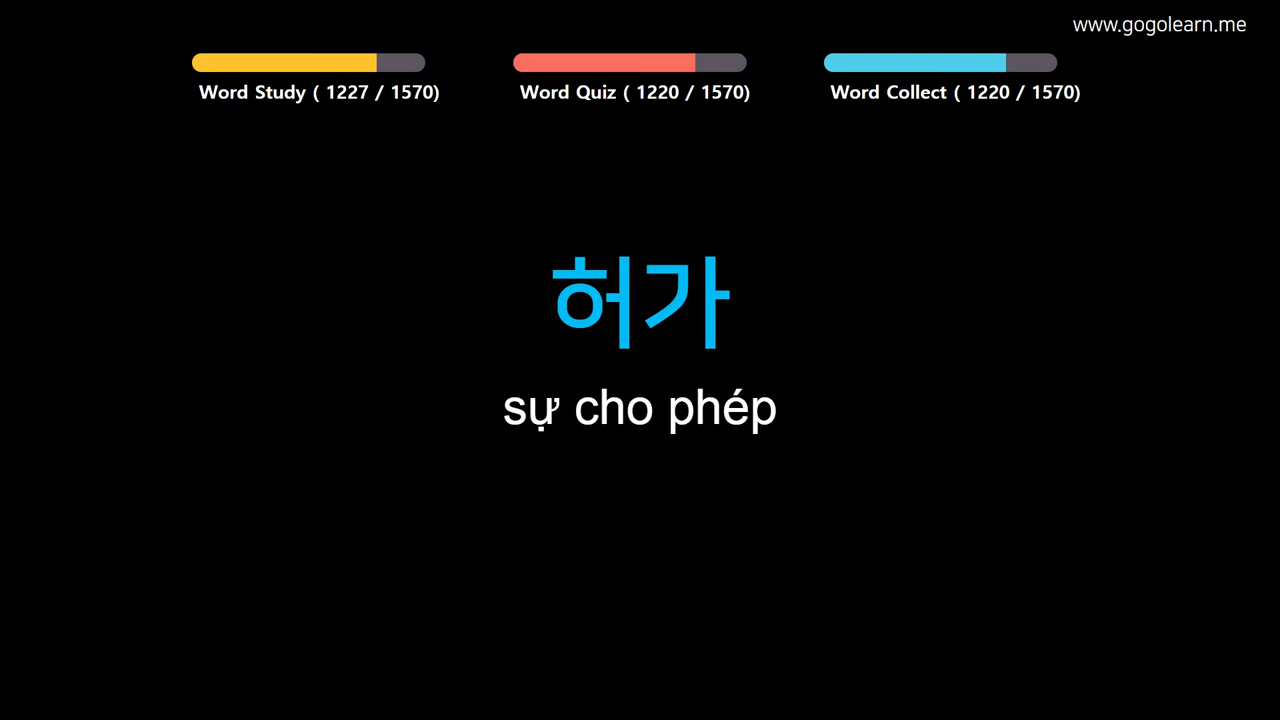 www.gogolearn.me
Word Study ( 1227 / 1570)
Word Quiz ( 1220 / 1570)
Word Collect ( 1220 / 1570)
허가
sự cho phép